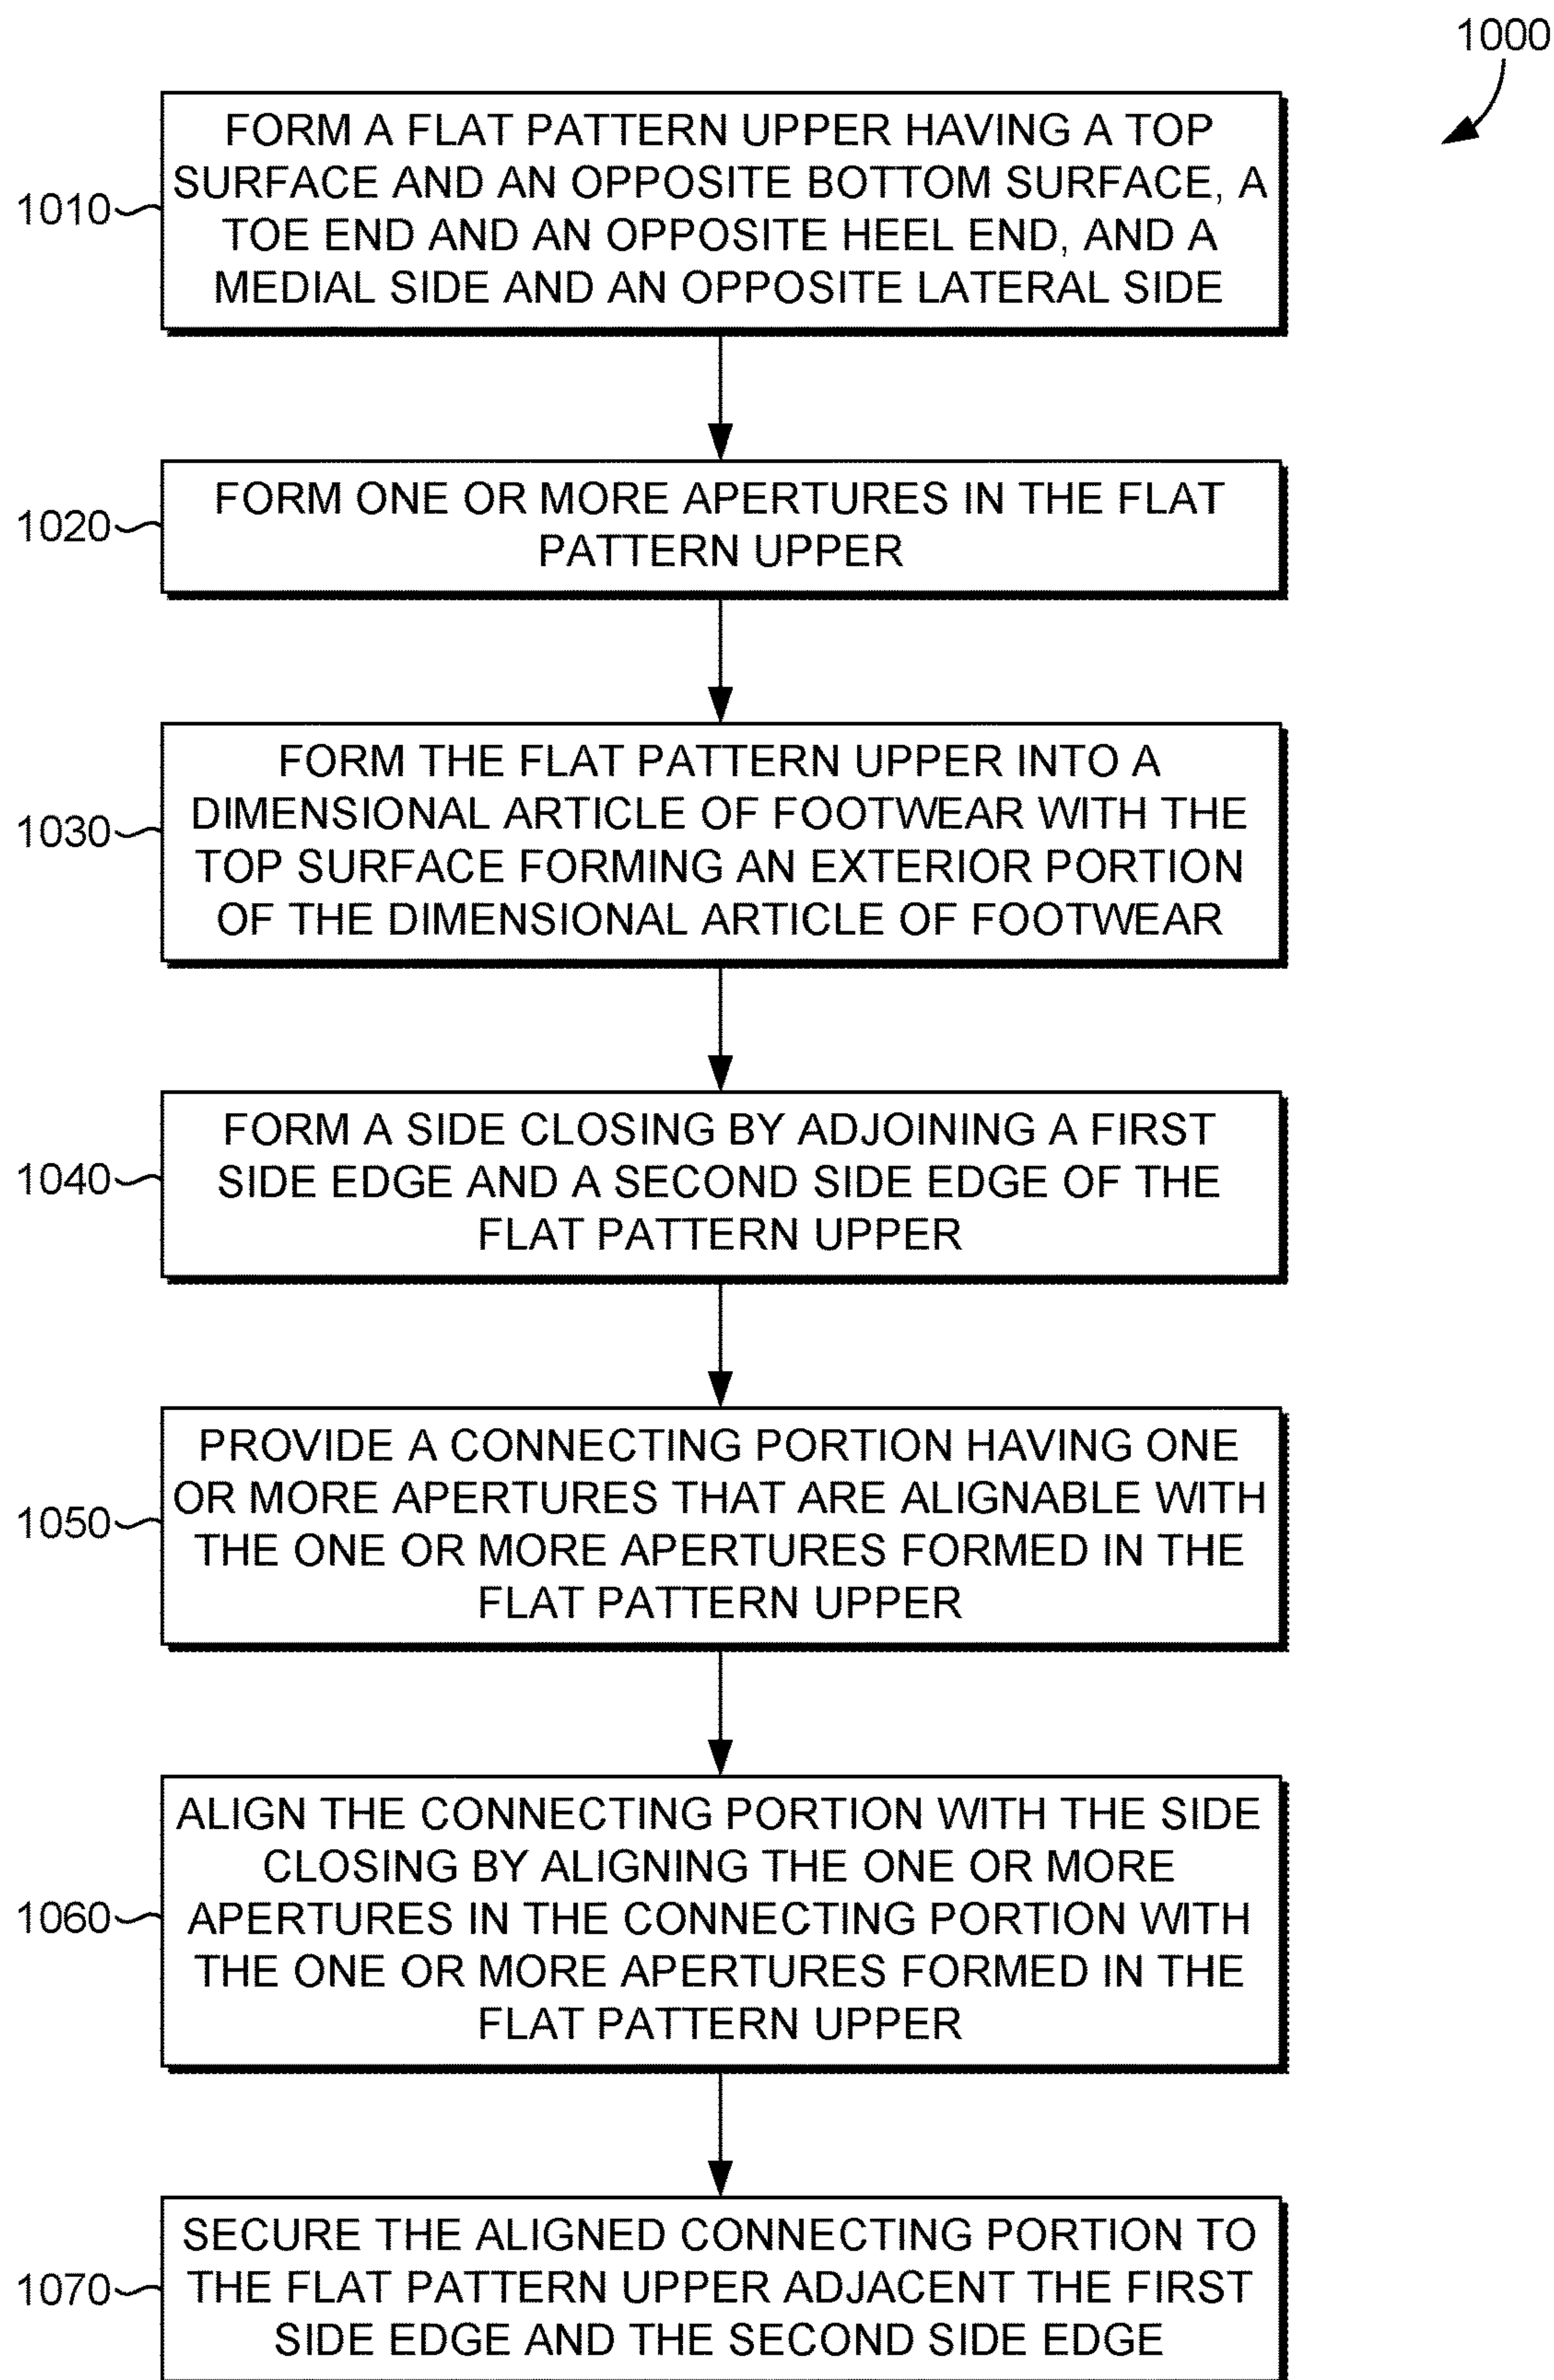 1000
FORM A FLAT PATTERN UPPER HAVING A TOP
SURFACE AND AN OPPOSITE BOTTOM SURFACE, A
TOE END AND AN OPPOSITE HEEL END, AND A
MEDIAL SIDE AND AN OPPOSITE LATERAL SIDE
1010
FORM ONE OR MORE APERTURES IN THE FLAT
PATTERN UPPER
1020
FORM THE FLAT PATTERN UPPER INTO A
DIMENSIONAL ARTICLE OF FOOTWEAR WITH THE
TOP SURFACE FORMING AN EXTERIOR PORTION
OF THE DIMENSIONAL ARTICLE OF FOOTWEAR
1030
FORM A SIDE CLOSING BY ADJOINING A FIRST
SIDE EDGE AND A SECOND SIDE EDGE OF THE
FLAT PATTERN UPPER
1040
PROVIDE A CONNECTING PORTION HAVING ONE
OR MORE APERTURES THAT ARE ALIGNABLE WITH
THE ONE OR MORE APERTURES FORMED IN THE
FLAT PATTERN UPPER
1050
ALIGN THE CONNECTING PORTION WITH THE SIDE
CLOSING BY ALIGNING THE ONE OR MORE
APERTURES IN THE CONNECTING PORTION WITH
THE ONE OR MORE APERTURES FORMED IN THE
FLAT PATTERN UPPER
1060
SECURE THE ALIGNED CONNECTING PORTION TO
THE FLAT PATTERN UPPER ADJACENT THE FIRST
SIDE EDGE AND THE SECOND SIDE EDGE
1070